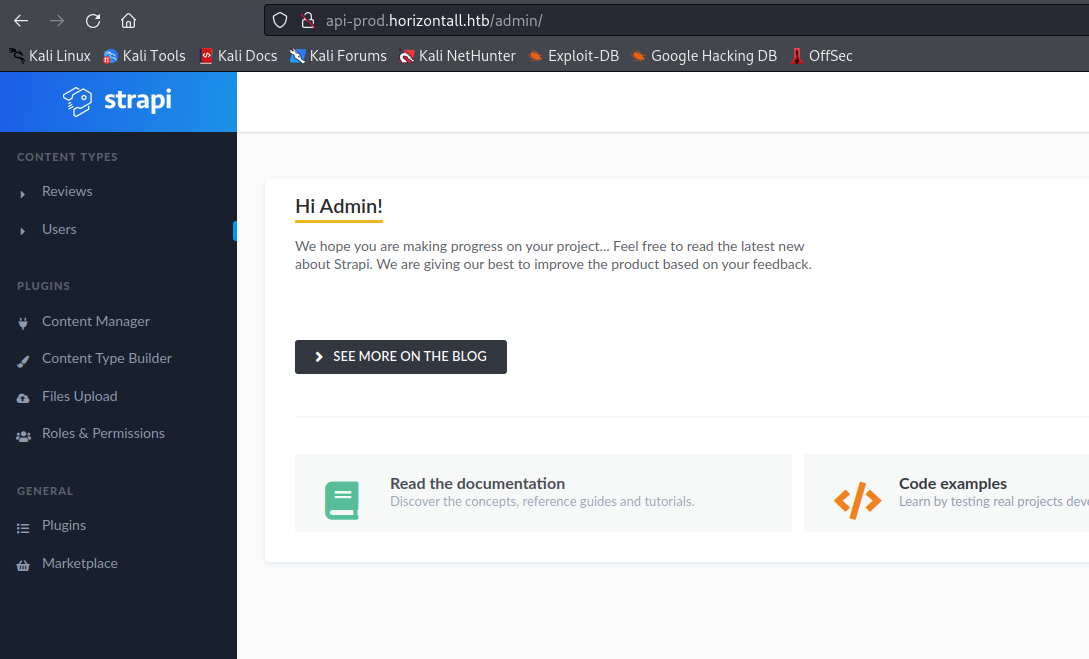 api-prod.horizontall.htb/admin/
Kali Linux Kali Tools Kali Docs Kali Forums Kali NetHunter Exploit-DB Google Hacking DB OffSec
strapi
CONTENT TYPES
Reviews
Users
PLUGINS
Content Manager
Content Type Builder
Files Upload
Roles & Permissions
GENERAL
Plugins
Marketplace
Hi Admin!
We hope you are making progress on your project... Feel free to read the latest new
about Strapi. We are giving our best to improve the product based on your feedback.
SEE MORE ON THE BLOG
Read the documentation
Discover the concepts, reference guides and tutorials.
Code examples
Learn by testing real projects deve